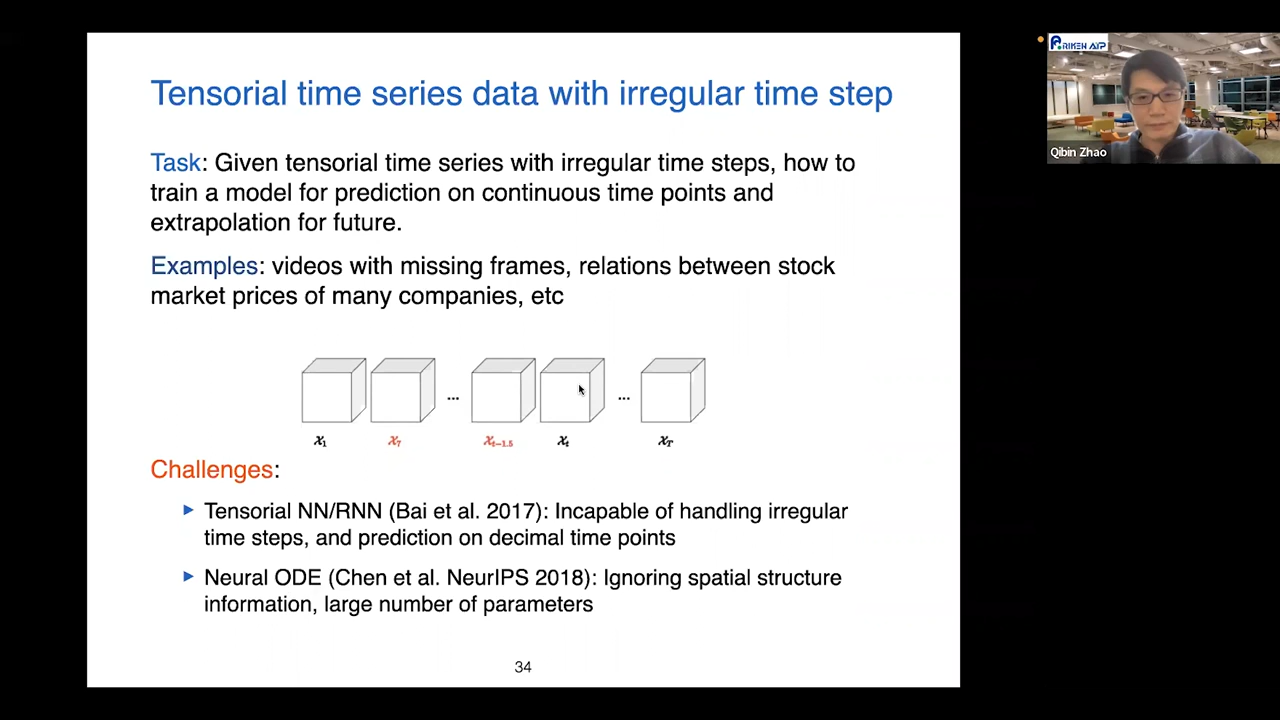 Tensorial time series data with irregular time step
Task: Given tensorial time series with irregular time steps, how to
train a model for prediction on continuous time points and
extrapolation for future.
Examples: videos with missing frames, relations between stock
market prices of many companies, etc
... ...
𝒳₁ 𝒳₇ 𝒳ₜ₋₁.₅ 𝒳ₜ 𝒳_T
Challenges:
Tensorial NN/RNN (Bai et al. 2017): Incapable of handling irregular
time steps, and prediction on decimal time points
Neural ODE (Chen et al. NeurIPS 2018): Ignoring spatial structure
information, large number of parameters
34
RIKEN AIP
Qibin Zhao